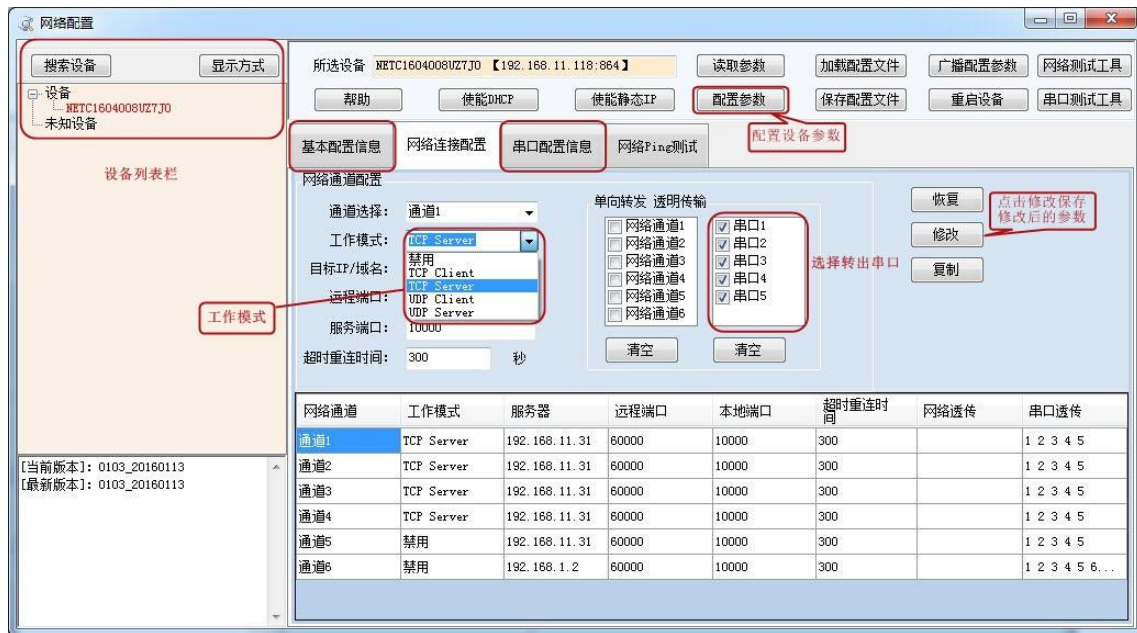 网络配置
搜索设备 显示方式
设备
NETC1604008UZ7J0
未知设备
设备列表栏
所选设备 NETC1604008UZ7J0 【192.168.11.118:864】 读取参数 加载配置文件 广播配置参数 网络测试工具
帮助 使能DHCP 使能静态IP 配置参数 保存配置文件 重启设备 串口测试工具
配置设备参数
基本配置信息 网络连接配置 串口配置信息 网络Ping测试
网络通道配置
通道选择: 通道1
工作模式: TCP Server
禁用
TCP Client
TCP Server
UDP Client
UDP Server
目标IP/域名:
远程端口:
服务端口: 10000
超时重连时间: 300 秒
工作模式
单向转发 透明传输
网络通道1 串口1
网络通道2 串口2
网络通道3 串口3
网络通道4 串口4
网络通道5 串口5
网络通道6
清空 清空
选择转出串口
恢复
修改
复制
点击修改保存
修改后的参数
网络通道 工作模式 服务器 远程端口 本地端口 超时重连时间 网络透传 串口透传
通道1 TCP Server 192.168.11.31 60000 10000 300 1 2 3 4 5
通道2 TCP Server 192.168.11.31 60000 10000 300 1 2 3 4 5
通道3 TCP Server 192.168.11.31 60000 10000 300 1 2 3 4 5
通道4 TCP Server 192.168.11.31 60000 10000 300 1 2 3 4 5
通道5 禁用 192.168.11.31 60000 10000 300 1 2 3 4 5
通道6 禁用 192.168.1.2 60000 10000 300 1 2 3 4 5 6...
[当前版本]: 0103_20160113
[最新版本]: 0103_20160113